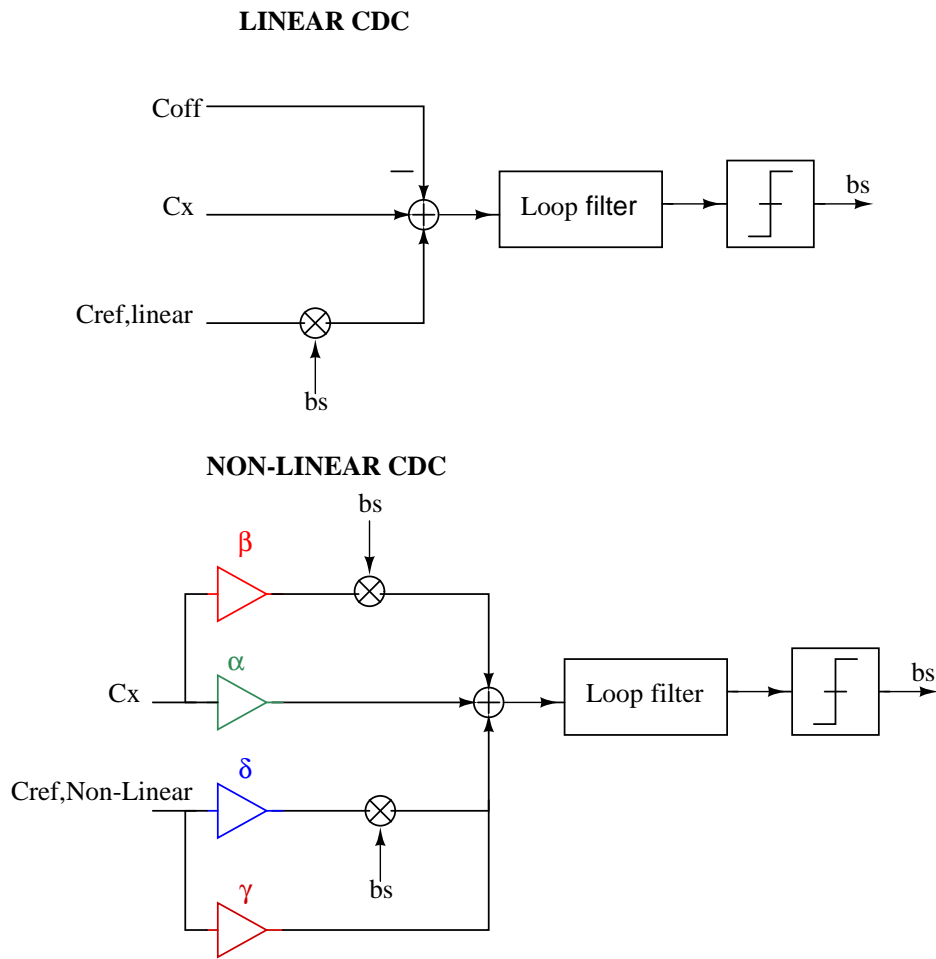 LINEAR CDC
Coff
Cx
Cref,linear
bs
Loop filter
bs
NON-LINEAR CDC
bs
β
α
Cx
δ
Cref,Non-Linear
bs
γ
Loop filter
bs